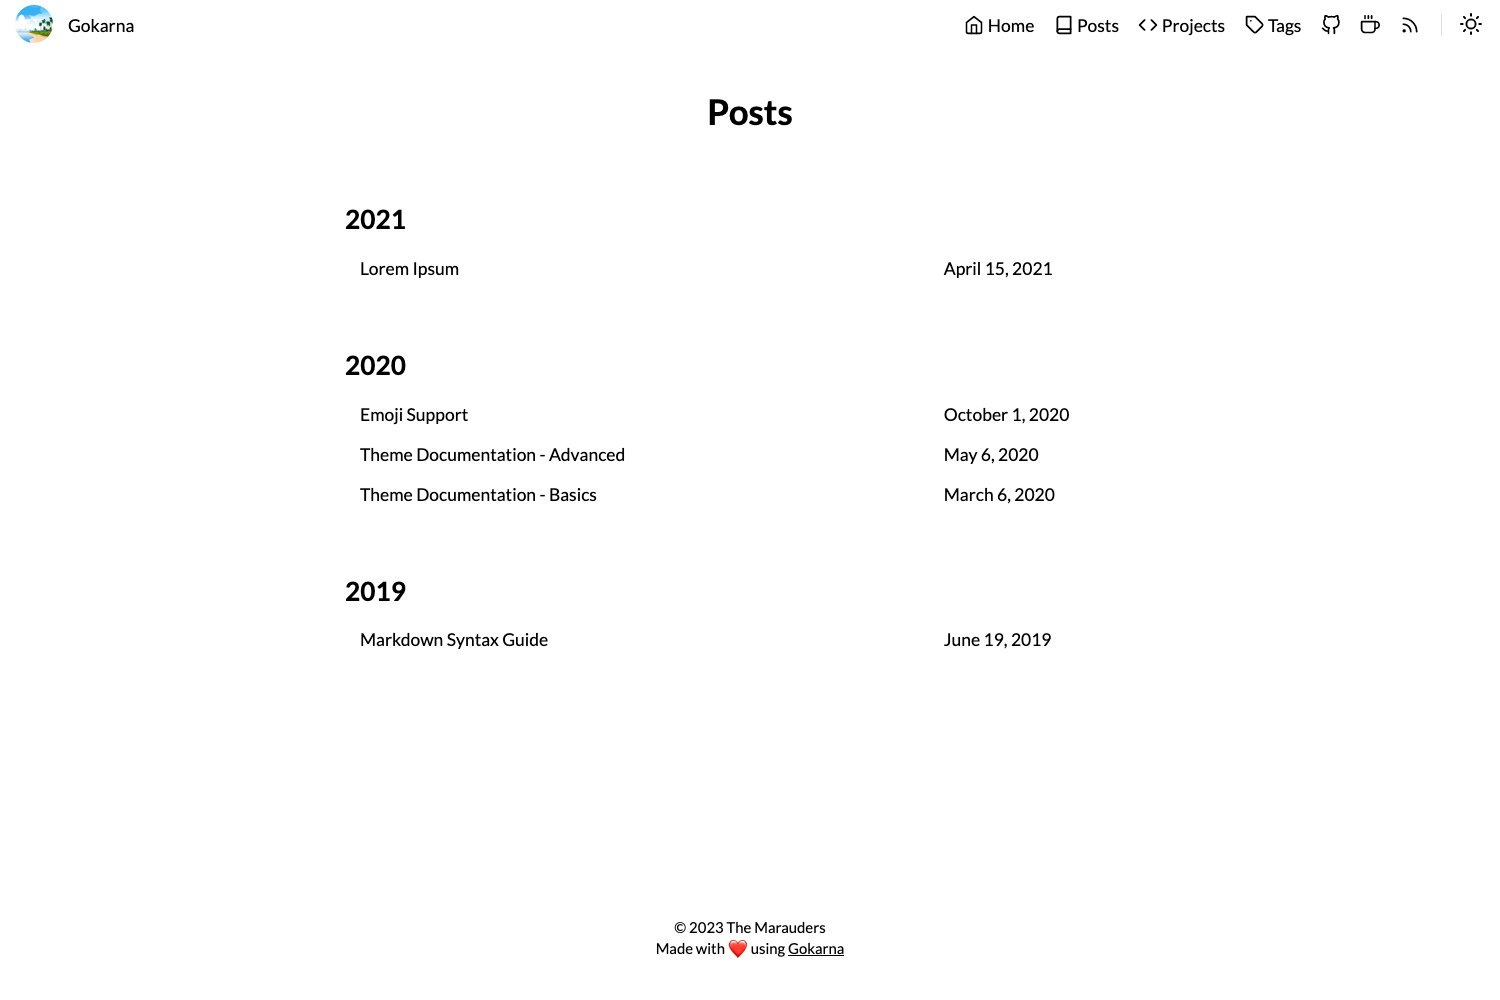 Gokarna Home Posts Projects Tags
Posts
2021
Lorem Ipsum April 15, 2021
2020
Emoji Support October 1, 2020
Theme Documentation - Advanced May 6, 2020
Theme Documentation - Basics March 6, 2020
2019
Markdown Syntax Guide June 19, 2019
© 2023 The Marauders
Made with ❤️ using Gokarna